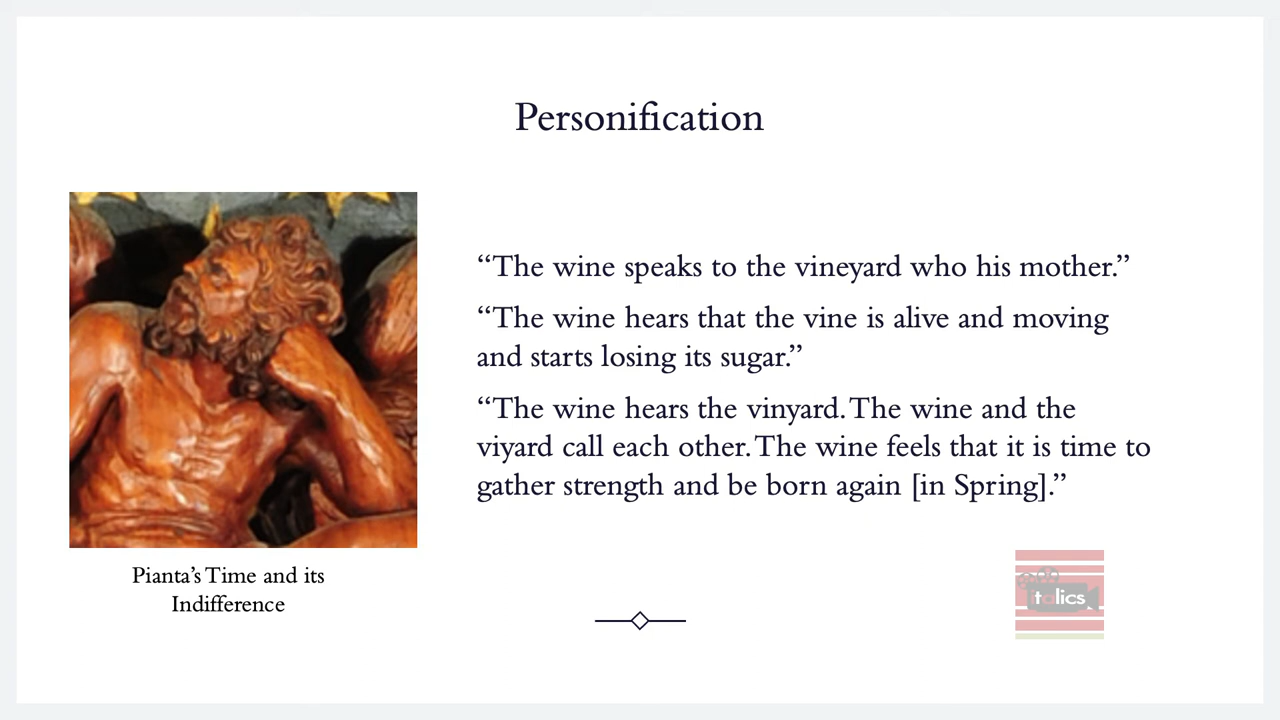 Personification
“The wine speaks to the vineyard who his mother.”
“The wine hears that the vine is alive and moving
and starts losing its sugar.”
“The wine hears the vinyard. The wine and the
viyard call each other. The wine feels that it is time to
gather strength and be born again [in Spring].”
Pianta’s Time and its
Indifference
italics